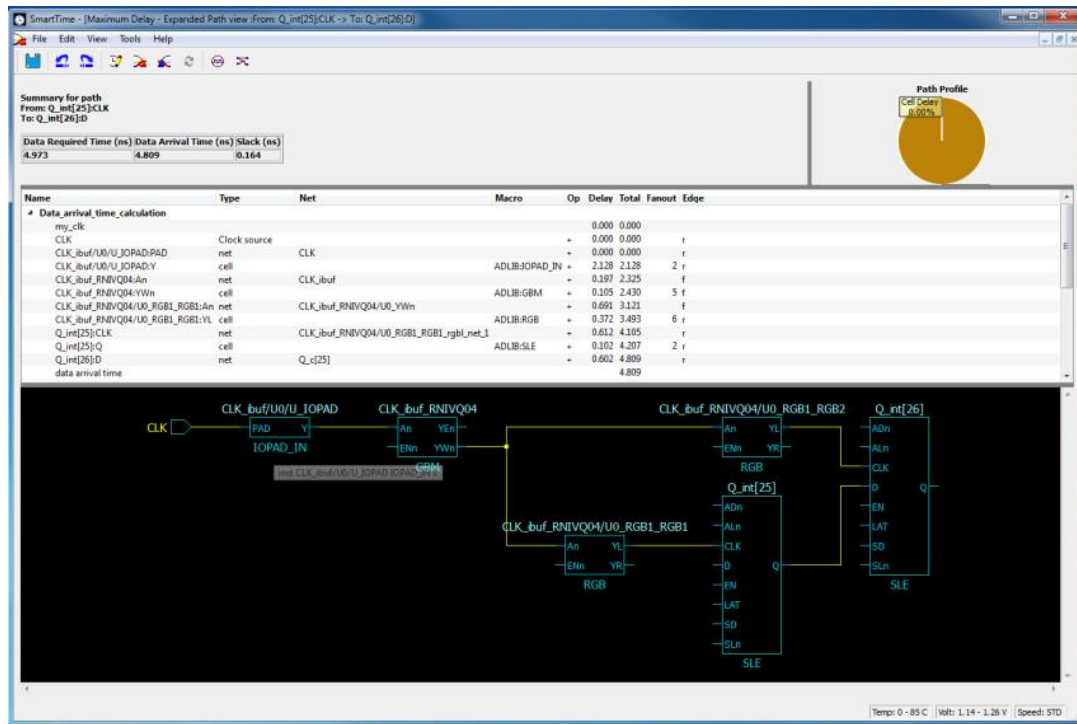 SmartTime - [Maximum Delay - Expanded Path view :From: Q_int[25]:CLK -> To: Q_int[26]:D]
File Edit View Tools Help
Summary for path
From: Q_int[25]:CLK
To: Q_int[26]:D
Data Required Time (ns) Data Arrival Time (ns) Slack (ns)
4.973 4.809 0.164
Path Profile
Cell Delay
0.00%
Name Type Net Macro Op Delay Total Fanout Edge
Data_arrival_time_calculation
my_clk 0.000 0.000
CLK Clock source + 0.000 0.000 r
CLK_ibuf/U0/U_IOPAD:PAD net CLK + 0.000 0.000 r
CLK_ibuf/U0/U_IOPAD:Y cell ADLIB:IOPAD_IN + 2.128 2.128 2 r
CLK_ibuf_RNIVQ04:An net CLK_ibuf + 0.197 2.325 f
CLK_ibuf_RNIVQ04:YWn cell ADLIB:GBM + 0.105 2.430 5 f
CLK_ibuf_RNIVQ04/U0_RGB1_RGB1:An net CLK_ibuf_RNIVQ04/U0_YWn + 0.691 3.121 f
CLK_ibuf_RNIVQ04/U0_RGB1_RGB1:YL cell ADLIB:RGB + 0.372 3.493 6 r
Q_int[25]:CLK net CLK_ibuf_RNIVQ04/U0_RGB1_RGB1_rgbl_net_1 + 0.612 4.105 r
Q_int[25]:Q cell ADLIB:SLE + 0.102 4.207 2 r
Q_int[26]:D net Q_c[25] + 0.602 4.809 r
data arrival time 4.809
CLK_ibuf/U0/U_IOPAD CLK_ibuf_RNIVQ04 CLK_ibuf_RNIVQ04/U0_RGB1_RGB2 Q_int[26]
CLK PAD Y An YEn An YL ADn
IOPAD_IN ENn YWn ENn YR ALn
GBM RGB CLK
inst CLK_ibuf/U0/U_IOPAD:IOPAD_IN
Q_int[25] D Q
ADn EN
CLK_ibuf_RNIVQ04/U0_RGB1_RGB1 ALn LAT
An YL CLK SD
ENn YR D Q SLn
RGB EN SLE
LAT
SD
SLn
SLE
Temp: 0 - 85 C Volt: 1.14 - 1.26 V Speed: STD